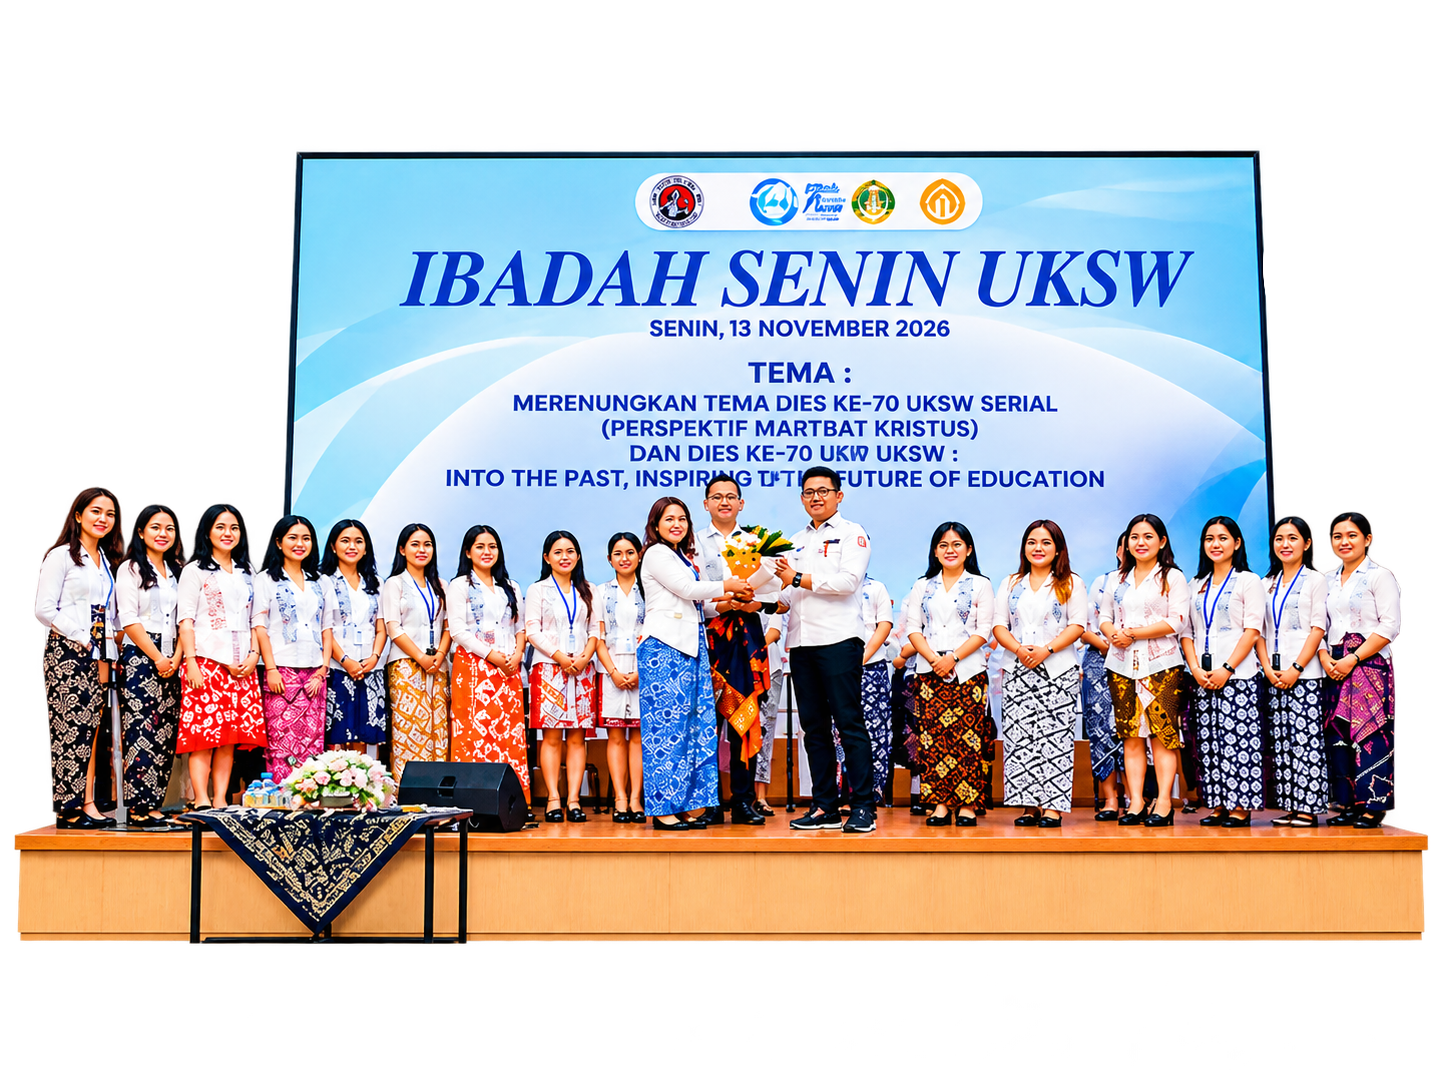 IBADAH SENIN UKSW
SENIN, 13 NOVEMBER 2026
TEMA :
MERENUNGKAN TEMA DIES KE-70 UKSW SERIAL
(PERSPEKTIF MARTBAT KRISTUS)
DAN DIES KE-70 UKW UKSW :
INTO THE PAST, INSPIRING FUTURE OF EDUCATION